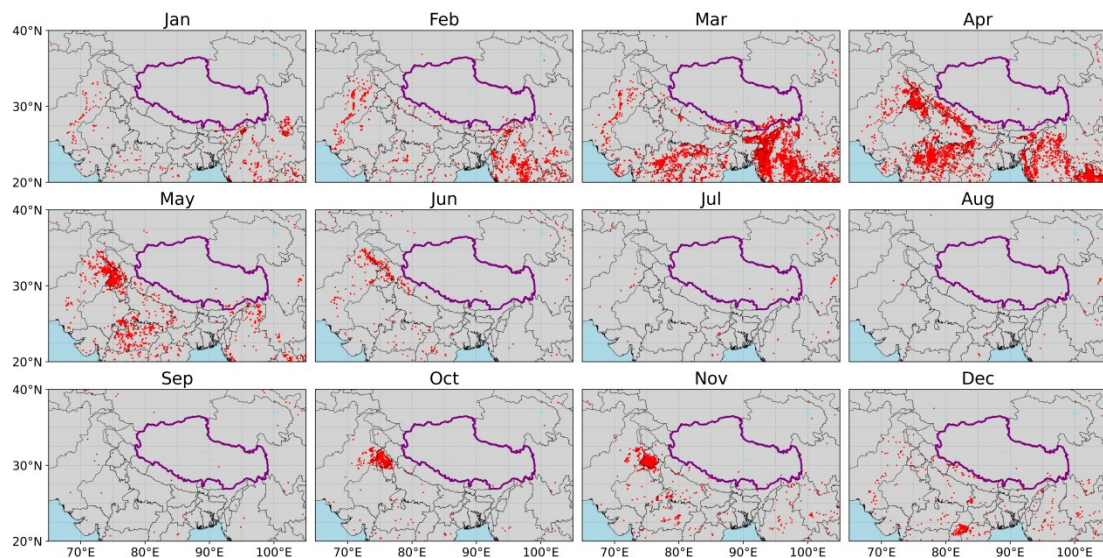 Jan Feb Mar Apr
40°N
30°N
20°N
May Jun Jul Aug
40°N
30°N
20°N
Sep Oct Nov Dec
40°N
30°N
20°N
70°E 80°E 90°E 100°E 70°E 80°E 90°E 100°E 70°E 80°E 90°E 100°E 70°E 80°E 90°E 100°E